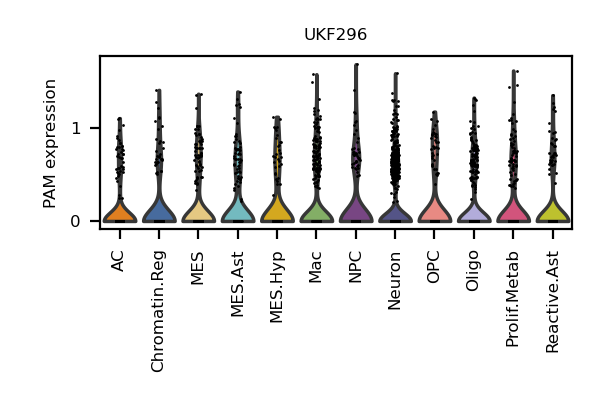 UKF296
PAM expression
1
0
AC
Chromatin.Reg
MES
MES.Ast
MES.Hyp
Mac
NPC
Neuron
OPC
Oligo
Prolif.Metab
Reactive.Ast